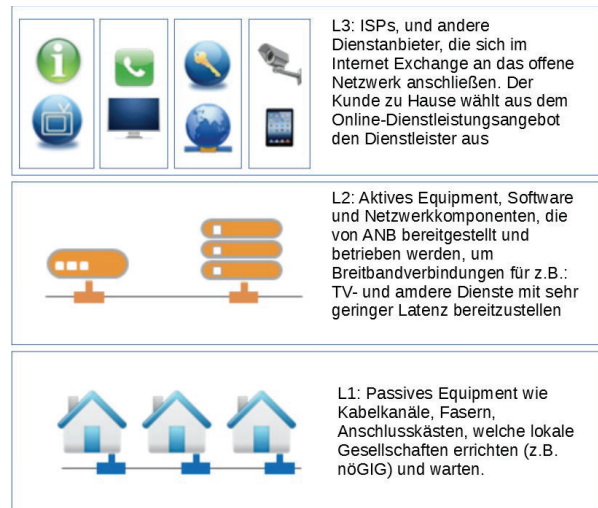 L3: ISPs, und andere
Dienstanbieter, die sich im
Internet Exchange an das offene
Netzwerk anschließen. Der
Kunde zu Hause wählt aus dem
Online-Dienstleistungsangebot
den Dienstleister aus
L2: Aktives Equipment, Software
und Netzwerkkomponenten, die
von ANB bereitgestellt und
betrieben werden, um
Breitbandverbindungen für z.B.:
TV- und amdere Dienste mit sehr
geringer Latenz bereitzustellen
L1: Passives Equipment wie
Kabelkanäle, Fasern,
Anschlusskästen, welche lokale
Gesellschaften errichten (z.B.
nöGIG) und warten.